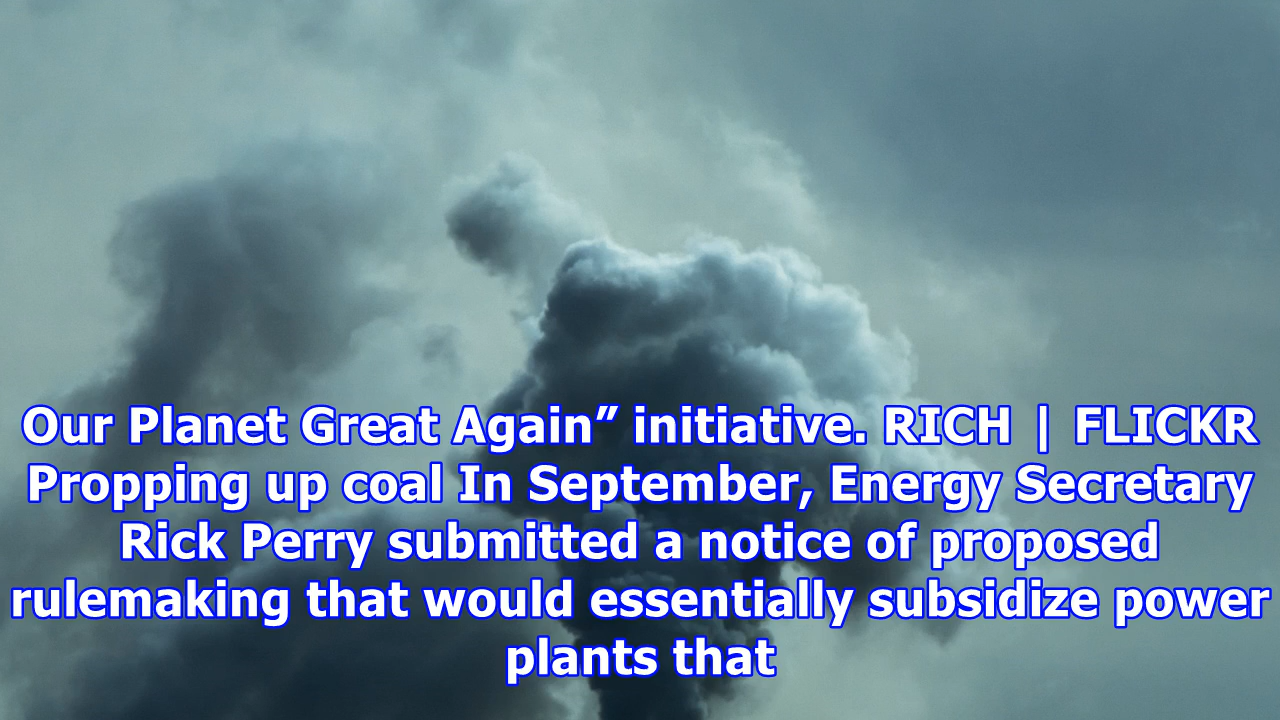 Our Planet Great Again” initiative. RICH | FLICKR
Propping up coal In September, Energy Secretary
Rick Perry submitted a notice of proposed
rulemaking that would essentially subsidize power
plants that